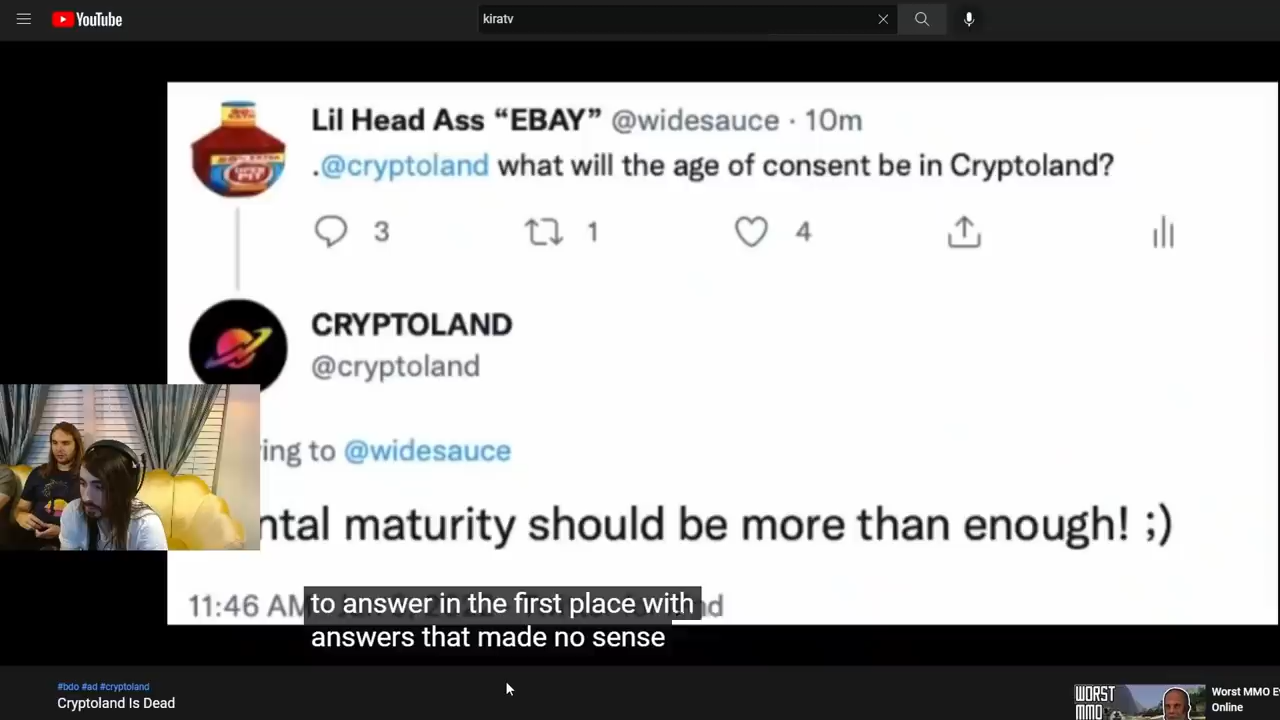 YouTube
kiratv
Lil Head Ass “EBAY” @widesauce · 10m
.@cryptoland what will the age of consent be in Cryptoland?
3 1 4
CRYPTOLAND
@cryptoland
ing to @widesauce
ntal maturity should be more than enough! ;)
11:46 AM
to answer in the first place with
answers that made no sense
#bdo #ad #cryptoland
Cryptoland Is Dead
WORST
MMO
Worst MMO E
Online